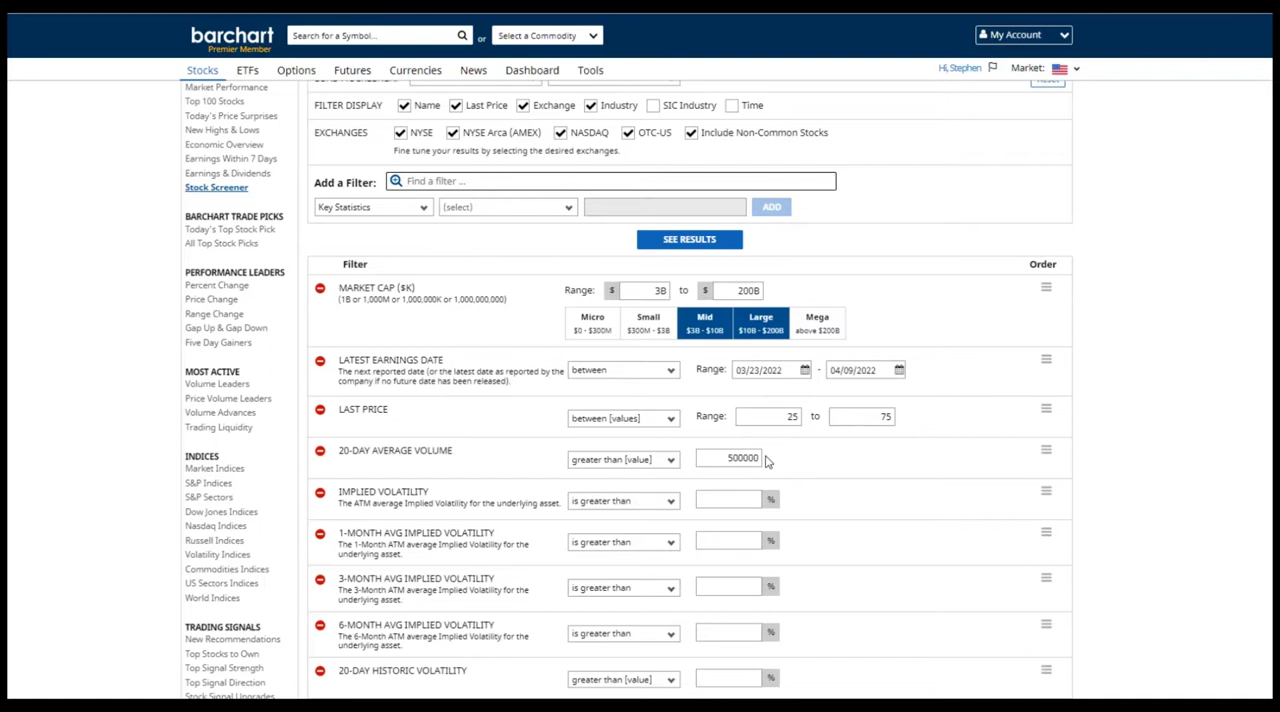 barchart
Premier Member
Search for a Symbol...
or
Select a Commodity
My Account
Stocks
ETFs
Options
Futures
Currencies
News
Dashboard
Tools
Hi, Stephen
Market:
Market Performance
Top 100 Stocks
Today's Price Surprises
New Highs & Lows
Economic Overview
Earnings Within 7 Days
Earnings & Dividends
Stock Screener
BARCHART TRADE PICKS
Today's Top Stock Pick
All Top Stock Picks
PERFORMANCE LEADERS
Percent Change
Price Change
Range Change
Gap Up & Gap Down
Five Day Gainers
MOST ACTIVE
Volume Leaders
Price Volume Leaders
Volume Advances
Trading Liquidity
INDICES
Market Indices
S&P Indices
S&P Sectors
Dow Jones Indices
Nasdaq Indices
Russell Indices
Volatility Indices
Commodities Indices
US Sectors Indices
World Indices
TRADING SIGNALS
New Recommendations
Top Stocks to Own
Top Signal Strength
Top Signal Direction
Stock Signal Upgrades
FILTER DISPLAY
Name
Last Price
Exchange
Industry
SIC Industry
Time
EXCHANGES
NYSE
NYSE Arca (AMEX)
NASDAQ
OTC-US
Include Non-Common Stocks
Fine tune your results by selecting the desired exchanges.
Add a Filter:
Find a filter ...
Key Statistics
(select)
ADD
SEE RESULTS
Filter
Order
MARKET CAP ($K)
(1B or 1,000M or 1,000,000K or 1,000,000,000)
Range:
$
3B
to
$
200B
Micro
$0 - $300M
Small
$300M - $3B
Mid
$3B - $10B
Large
$10B - $200B
Mega
above $200B
LATEST EARNINGS DATE
The next reported date (or the latest date as reported by the
company if no future date has been released).
between
Range:
03/23/2022
-
04/09/2022
LAST PRICE
between [values]
Range:
25
to
75
20-DAY AVERAGE VOLUME
greater than [value]
500000
IMPLIED VOLATILITY
The ATM average Implied Volatility for the underlying asset.
is greater than
%
1-MONTH AVG IMPLIED VOLATILITY
The 1-Month ATM average Implied Volatility for the
underlying asset.
is greater than
%
3-MONTH AVG IMPLIED VOLATILITY
The 3-Month ATM average Implied Volatility for the
underlying asset.
is greater than
%
6-MONTH AVG IMPLIED VOLATILITY
The 6-Month ATM average Implied Volatility for the
underlying asset.
is greater than
%
20-DAY HISTORIC VOLATILITY
greater than [value]
%